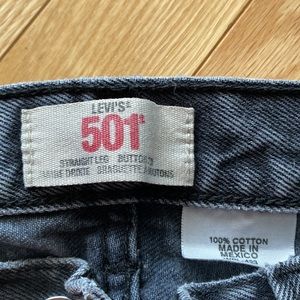 LEVI'S
501
STRAIGHT LEG BUTTON
JAMBE DROITE BRAGUETTE À BOUTONS
100% COTTON
MADE IN
MEXICO